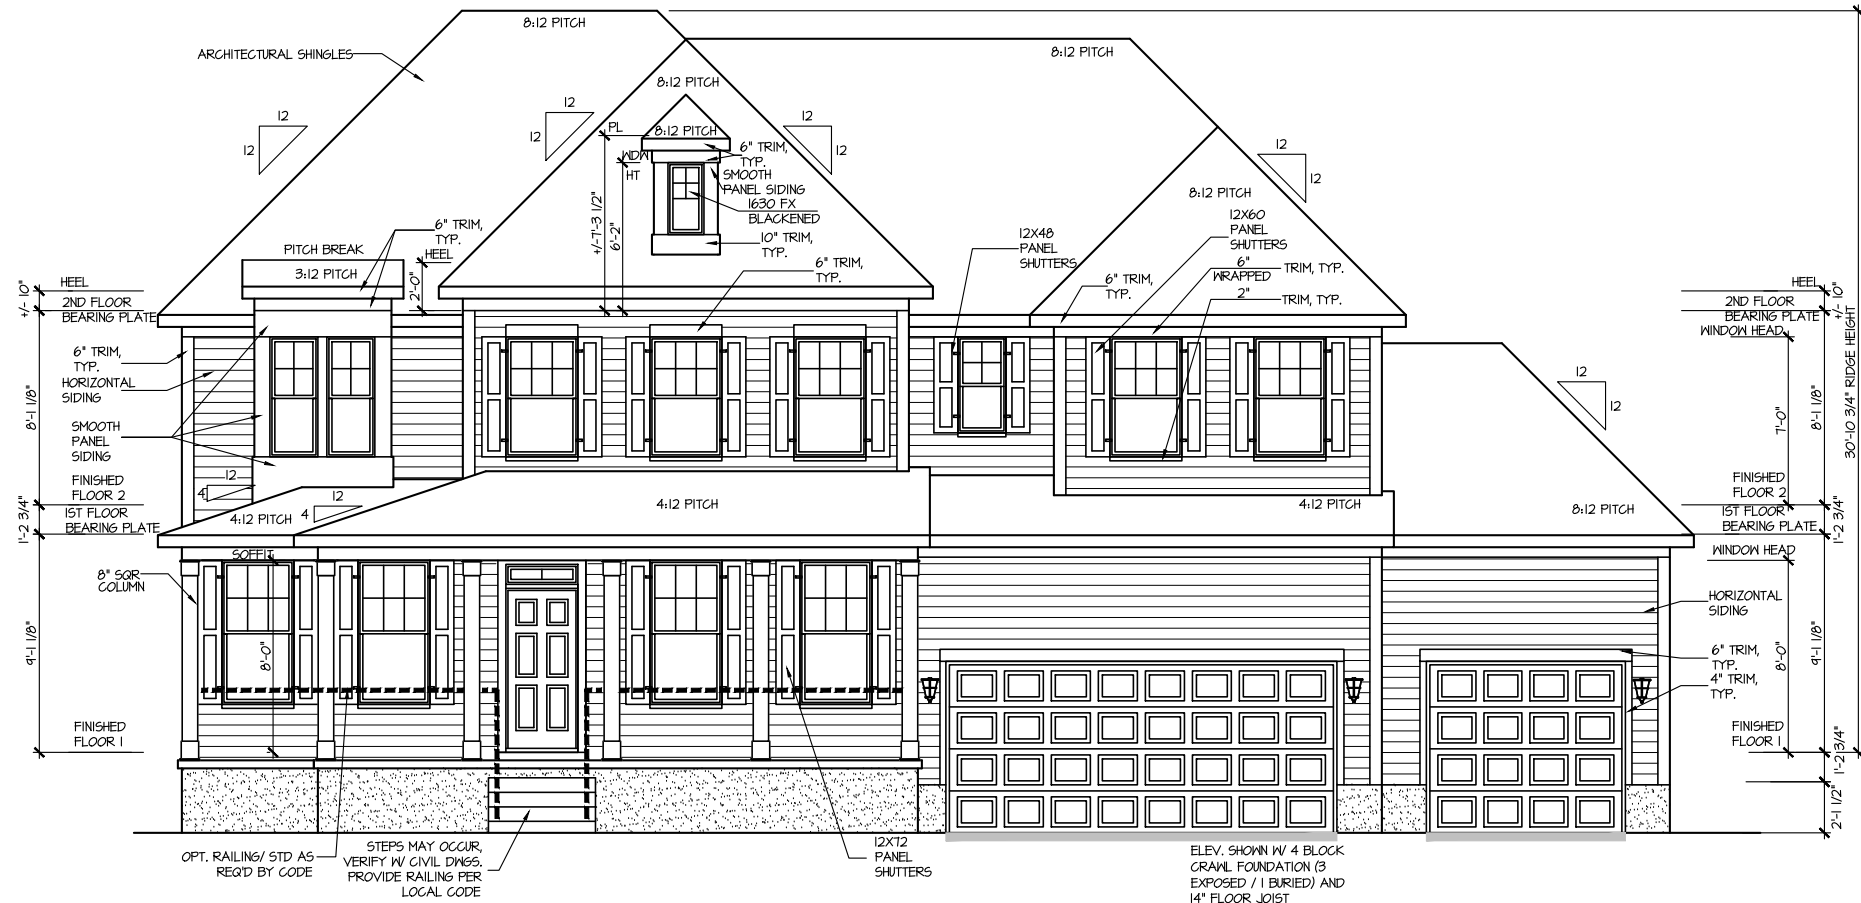 8:12 PITCH
ARCHITECTURAL SHINGLES
8:12 PITCH
8:12 PITCH
12
12
12
12
PL
8:12 PITCH
12
12
WDW
HT
6" TRIM,
TYP.
SMOOTH
PANEL SIDING
1630 FX
BLACKENED
10" TRIM,
TYP.
+/-7'-3 1/2"
6'-2"
12
12
8:12 PITCH
12X60
PANEL
SHUTTERS
12X48
PANEL
SHUTTERS
6" TRIM,
TYP.
6" TRIM,
TYP.
HEEL
2'-0"
PITCH BREAK
3:12 PITCH
6" TRIM,
TYP.
6"
WRAPPED
TRIM, TYP.
2"
TRIM, TYP.
HEEL
+/- 10"
2ND FLOOR
BEARING PLATE
6" TRIM,
TYP.
HORIZONTAL
SIDING
8'-1 1/8"
SMOOTH
PANEL
SIDING
FINISHED
FLOOR 2
1'-2 3/4"
1ST FLOOR
BEARING PLATE
HEEL
+/- 10"
2ND FLOOR
BEARING PLATE
WINDOW HEAD
30'-10 3/4" RIDGE HEIGHT
12
12
7'-0"
8'-1 1/8"
FINISHED
FLOOR 2
1'-2 3/4"
1ST FLOOR
BEARING PLATE
12
4
12
4
4:12 PITCH
4:12 PITCH
4:12 PITCH
8:12 PITCH
SOFFIT
WINDOW HEAD
8" SQR
COLUMN
HORIZONTAL
SIDING
9'-1 1/8"
8'-0"
8'-0"
9'-1 1/8"
6" TRIM,
TYP.
4" TRIM,
TYP.
FINISHED
FLOOR 1
FINISHED
FLOOR 1
1'-2 3/4"
2'-1 1/2"
OPT. RAILING/ STD AS
REQ'D BY CODE
STEPS MAY OCCUR,
VERIFY W/ CIVIL DWGS.
PROVIDE RAILING PER
LOCAL CODE
12X72
PANEL
SHUTTERS
ELEV. SHOWN W/ 4 BLOCK
CRAWL FOUNDATION (3
EXPOSED / 1 BURIED) AND
14" FLOOR JOIST